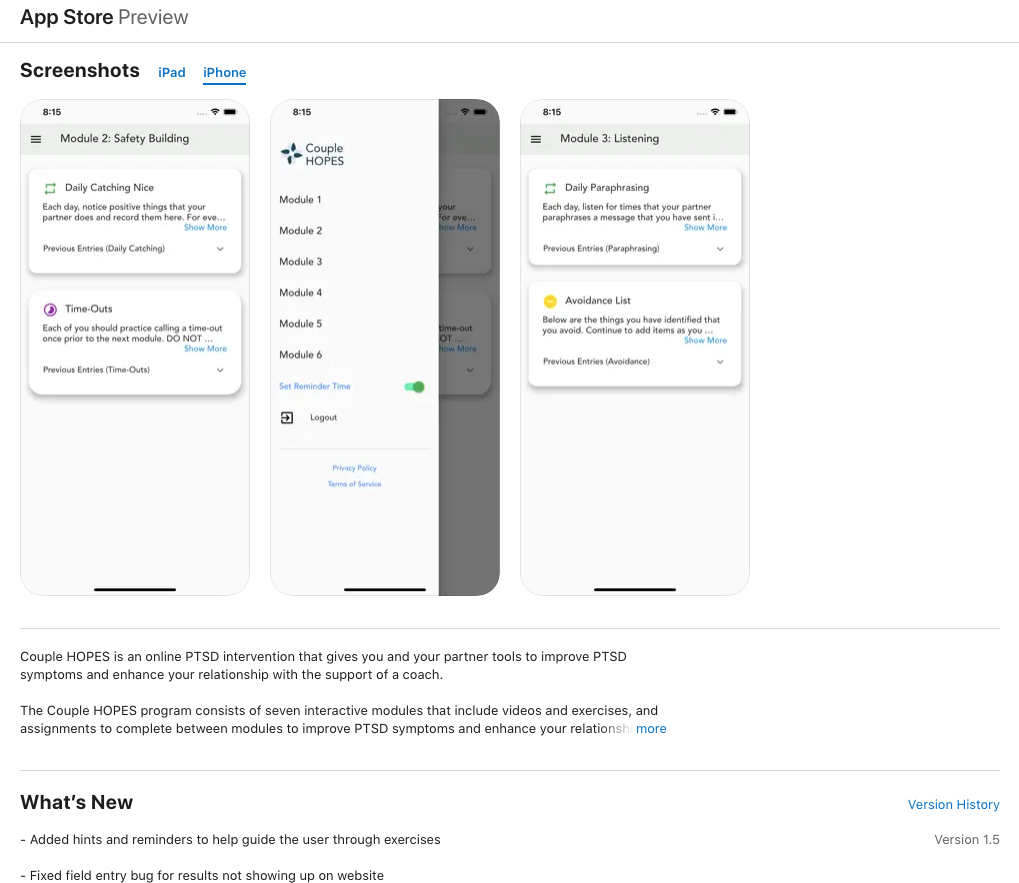 App Store Preview
Screenshots iPad iPhone
8:15
Module 2: Safety Building
Daily Catching Nice
Each day, notice positive things that your
partner does and record them here. For eve...
Show More
Previous Entries (Daily Catching)
Time-Outs
Each of you should practice calling a time-out
once prior to the next module. DO NOT ...
Show More
Previous Entries (Time-Outs)
8:15
Couple
HOPES
Module 1
Module 2
Module 3
Module 4
Module 5
Module 6
Set Reminder Time
Logout
Privacy Policy
Terms of Service
your
For eve...
Show More
time-out
OT ...
Show More
8:15
Module 3: Listening
Daily Paraphrasing
Each day, listen for times that your partner
paraphrases a message that you have sent i...
Show More
Previous Entries (Paraphrasing)
Avoidance List
Below are the things you have identified that
you avoid. Continue to add items as you ...
Show More
Previous Entries (Avoidance)
Couple HOPES is an online PTSD intervention that gives you and your partner tools to improve PTSD
symptoms and enhance your relationship with the support of a coach.
The Couple HOPES program consists of seven interactive modules that include videos and exercises, and
assignments to complete between modules to improve PTSD symptoms and enhance your relationshi more
What's New
Version History
- Added hints and reminders to help guide the user through exercises
Version 1.5
- Fixed field entry bug for results not showing up on website